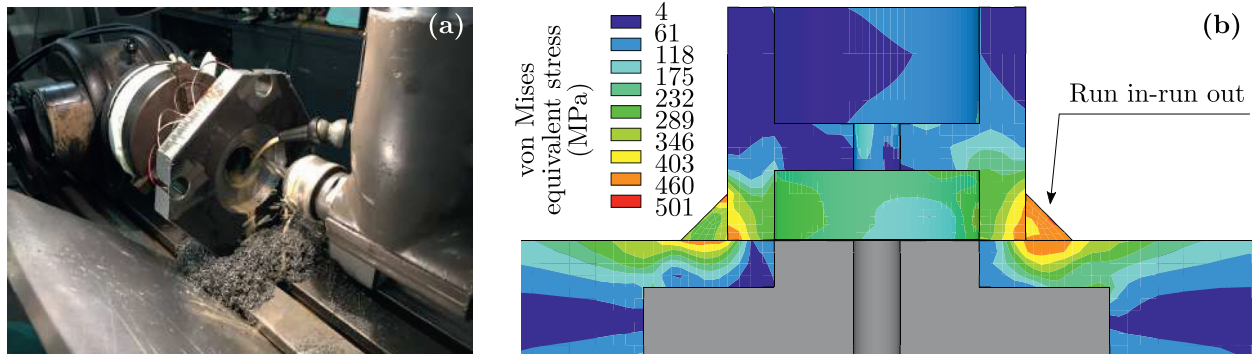 (a)
von Mises
equivalent stress
(MPa)
4
61
118
175
232
289
346
403
460
501
(b)
Run in-run out